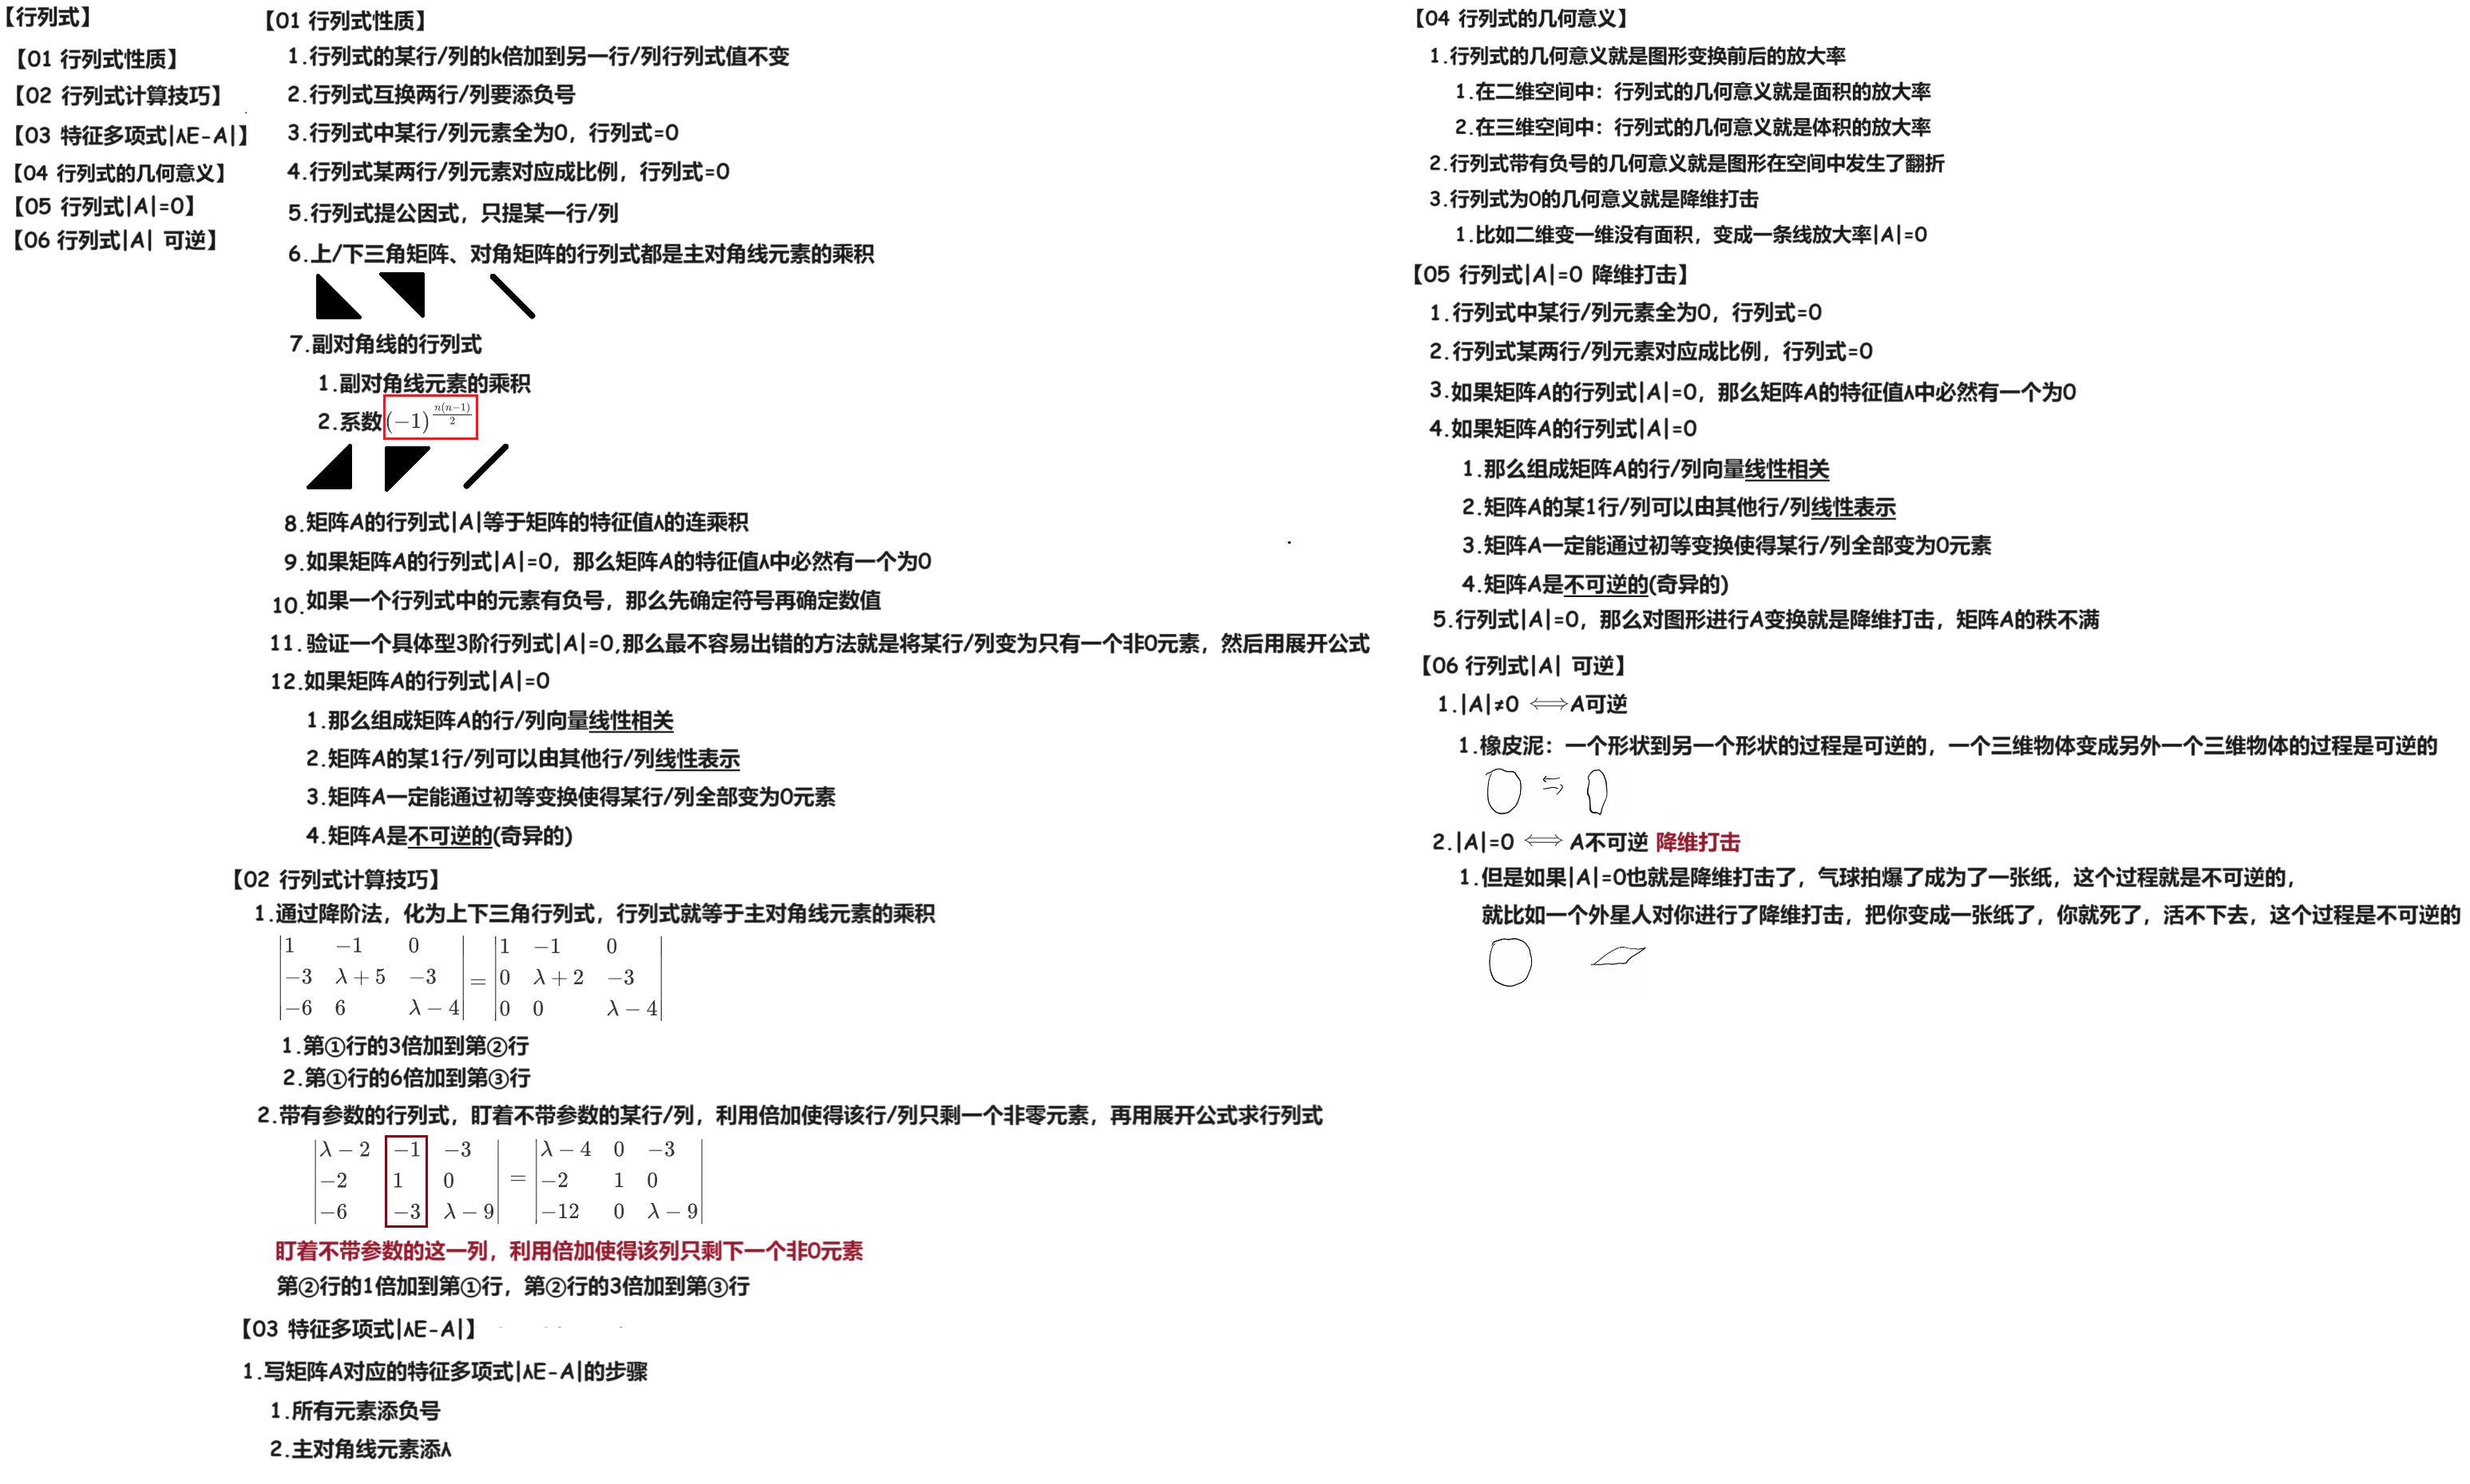 【行列式】
【01 行列式性质】
【02 行列式计算技巧】
【03 特征多项式|λE-A|】
【04 行列式的几何意义】
【05 行列式|A|=0】
【06 行列式|A| 可逆】
【01 行列式性质】
1.行列式的某行/列的k倍加到另一行/列行列式值不变
2.行列式互换两行/列要添负号
3.行列式中某行/列元素全为0，行列式=0
4.行列式某两行/列元素对应成比例，行列式=0
5.行列式提公因式，只提某一行/列
6.上/下三角矩阵、对角矩阵的行列式都是主对角线元素的乘积
7.副对角线的行列式
1.副对角线元素的乘积
2.系数(−1)^{\frac{n(n−1)}{2}}
8.矩阵A的行列式|A|等于矩阵的特征值λ的连乘积
9.如果矩阵A的行列式|A|=0，那么矩阵A的特征值λ中必然有一个为0
10.如果一个行列式中的元素有负号，那么先确定符号再确定数值
11.验证一个具体型3阶行列式|A|=0,那么最不容易出错的方法就是将某行/列变为只有一个非0元素，然后用展开公式
12.如果矩阵A的行列式|A|=0
1.那么组成矩阵A的行/列向量线性相关
2.矩阵A的某1行/列可以由其他行/列线性表示
3.矩阵A一定能通过初等变换使得某行/列全部变为0元素
4.矩阵A是不可逆的(奇异的)
【02 行列式计算技巧】
1.通过降阶法，化为上下三角行列式，行列式就等于主对角线元素的乘积
|1 −1 0| |1 −1 0|
|−3 λ+5 −3| = |0 λ+2 −3|
|−6 6 λ−4| |0 0 λ−4|
1.第①行的3倍加到第②行
2.第①行的6倍加到第③行
2.带有参数的行列式，盯着不带参数的某行/列，利用倍加使得该行/列只剩一个非零元素，再用展开公式求行列式
|λ−2 −1 −3| |λ−4 0 −3|
|−2 1 0| = |−2 1 0|
|−6 −3 λ−9| |−12 0 λ−9|
盯着不带参数的这一列，利用倍加使得该列只剩下一个非0元素
第②行的1倍加到第①行，第②行的3倍加到第③行
【03 特征多项式|λE-A|】
1.写矩阵A对应的特征多项式|λE-A|的步骤
1.所有元素添负号
2.主对角线元素添λ
【04 行列式的几何意义】
1.行列式的几何意义就是图形变换前后的放大率
1.在二维空间中：行列式的几何意义就是面积的放大率
2.在三维空间中：行列式的几何意义就是体积的放大率
2.行列式带有负号的几何意义就是图形在空间中发生了翻折
3.行列式为0的几何意义就是降维打击
1.比如二维变一维没有面积，变成一条线放大率|A|=0
【05 行列式|A|=0 降维打击】
1.行列式中某行/列元素全为0，行列式=0
2.行列式某两行/列元素对应成比例，行列式=0
3.如果矩阵A的行列式|A|=0，那么矩阵A的特征值λ中必然有一个为0
4.如果矩阵A的行列式|A|=0
1.那么组成矩阵A的行/列向量线性相关
2.矩阵A的某1行/列可以由其他行/列线性表示
3.矩阵A一定能通过初等变换使得某行/列全部变为0元素
4.矩阵A是不可逆的(奇异的)
5.行列式|A|=0，那么对图形进行A变换就是降维打击，矩阵A的秩不满
【06 行列式|A| 可逆】
1.|A|≠0 ⟺A可逆
1.橡皮泥：一个形状到另一个形状的过程是可逆的，一个三维物体变成另外一个三维物体的过程是可逆的
2.|A|=0 ⟺ A不可逆 降维打击
1.但是如果|A|=0也就是降维打击了，气球拍爆了成为了一张纸，这个过程就是不可逆的，
就比如一个外星人对你进行了降维打击，把你变成一张纸了，你就死了，活不下去，这个过程是不可逆的